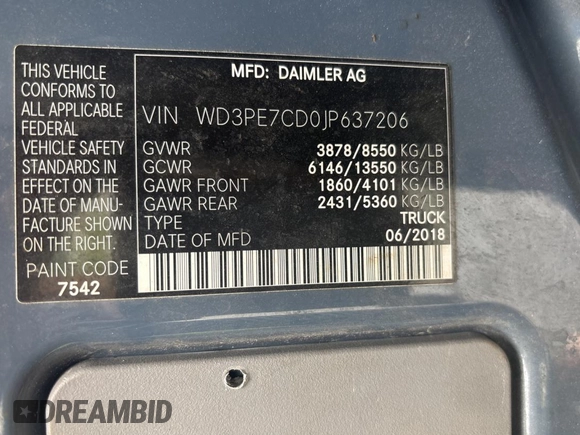 THIS VEHICLE
CONFORMS TO
ALL APPLICABLE
FEDERAL MOTOR
VEHICLE SAFETY
STANDARDS IN
EFFECT ON THE
DATE OF MANU-
FACTURE SHOWN
ON THE RIGHT.
PAINT CODE
7542
MFD: DAIMLER AG
VIN WD3PE7CD0JP637206
GVWR 3878/8550 KG/LB
GCWR 6146/13550 KG/LB
GAWR FRONT 1860/4101 KG/LB
GAWR REAR 2431/5360 KG/LB
TYPE TRUCK
DATE OF MFD 06/2018
DREAMBID